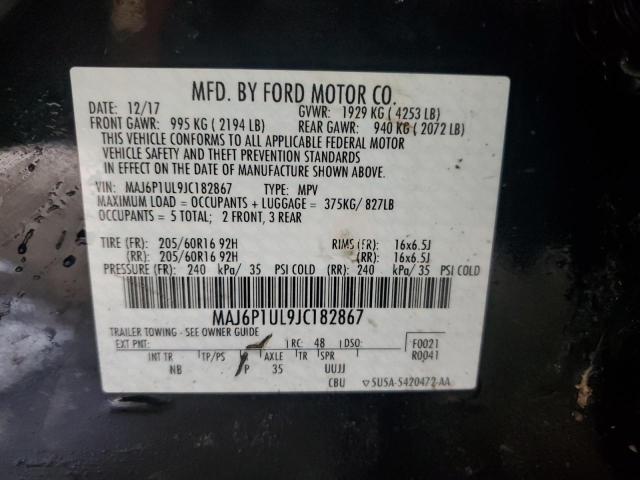 MFD. BY FORD MOTOR CO.
DATE: 12/17 GVWR: 1929 KG ( 4253 LB)
FRONT GAWR: 995 KG ( 2194 LB) REAR GAWR: 940 KG ( 2072 LB)
THIS VEHICLE CONFORMS TO ALL APPLICABLE FEDERAL MOTOR
VEHICLE SAFETY AND THEFT PREVENTION STANDARDS
IN EFFECT ON THE DATE OF MANUFACTURE SHOWN ABOVE.
VIN: MAJ6P1UL9JC182867 TYPE: MPV
MAXIMUM LOAD = OCCUPANTS + LUGGAGE = 375KG/ 827LB
OCCUPANTS = 5 TOTAL; 2 FRONT, 3 REAR
TIRE (FR): 205/60R16 92H RIMS (FR): 16x6.5J
(RR): 205/60R16 92H (RR): 16x6.5J
PRESSURE (FR): 240 kPa/ 35 PSI COLD (RR): 240 kPa/ 35 PSI COLD
MAJ6P1UL9JC182867
TRAILER TOWING - SEE OWNER GUIDE
EXT PNT: RC: 48 DSO: F0021
INT TR TP/PS R AXLE TR SPR R0041
NB P 35 UUJJ
CBU ▽ SU5A-5420472-AA